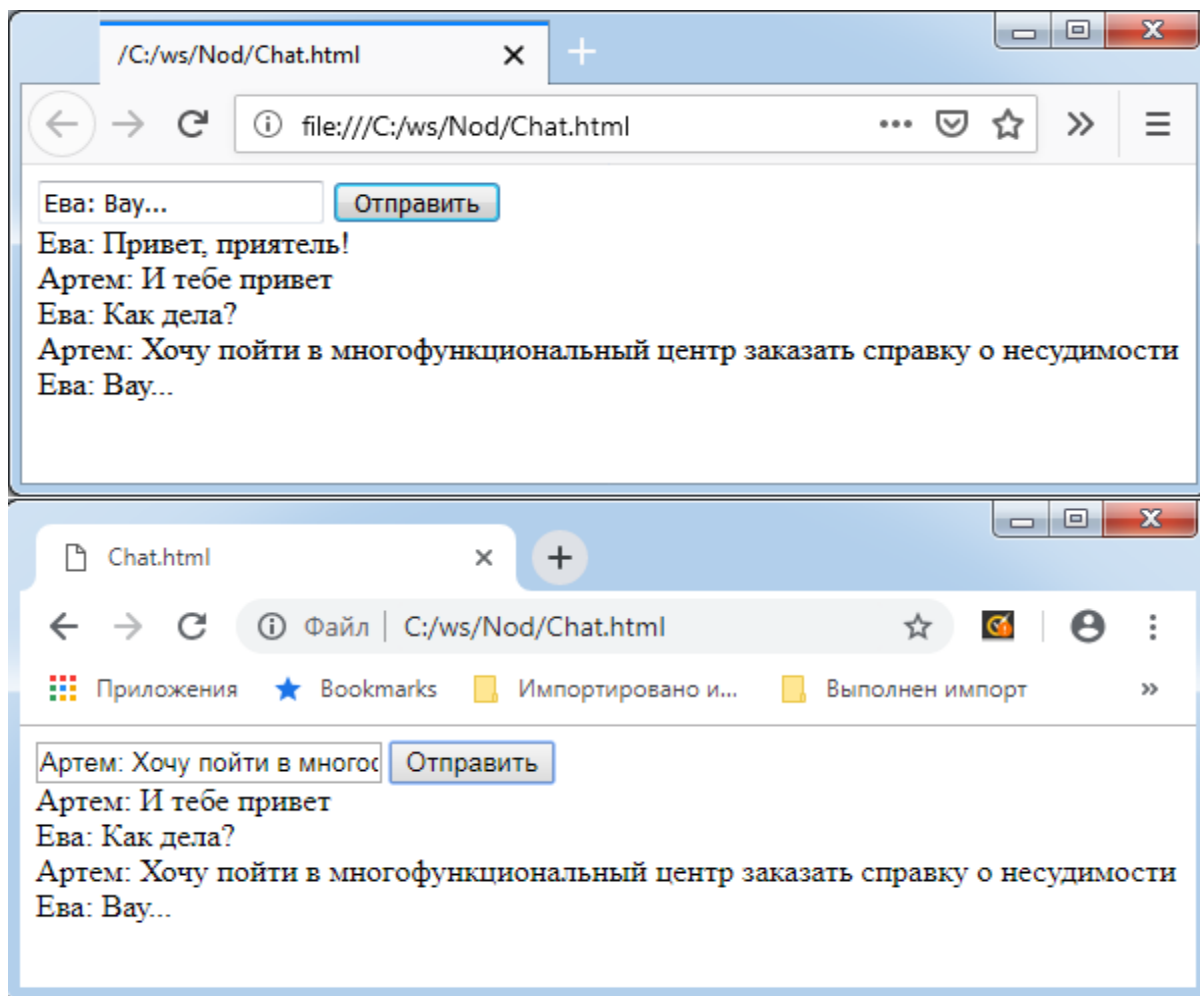 /C:/ws/Nod/Chat.html
file:///C:/ws/Nod/Chat.html
Ева: Вау... Отправить
Ева: Привет, приятель!
Артем: И тебе привет
Ева: Как дела?
Артем: Хочу пойти в многофункциональный центр заказать справку о несудимости
Ева: Вау...
Chat.html
Файл | C:/ws/Nod/Chat.html
Приложения Bookmarks Импортировано и... Выполнен импорт
Артем: Хочу пойти в многос Отправить
Артем: И тебе привет
Ева: Как дела?
Артем: Хочу пойти в многофункциональный центр заказать справку о несудимости
Ева: Вау...